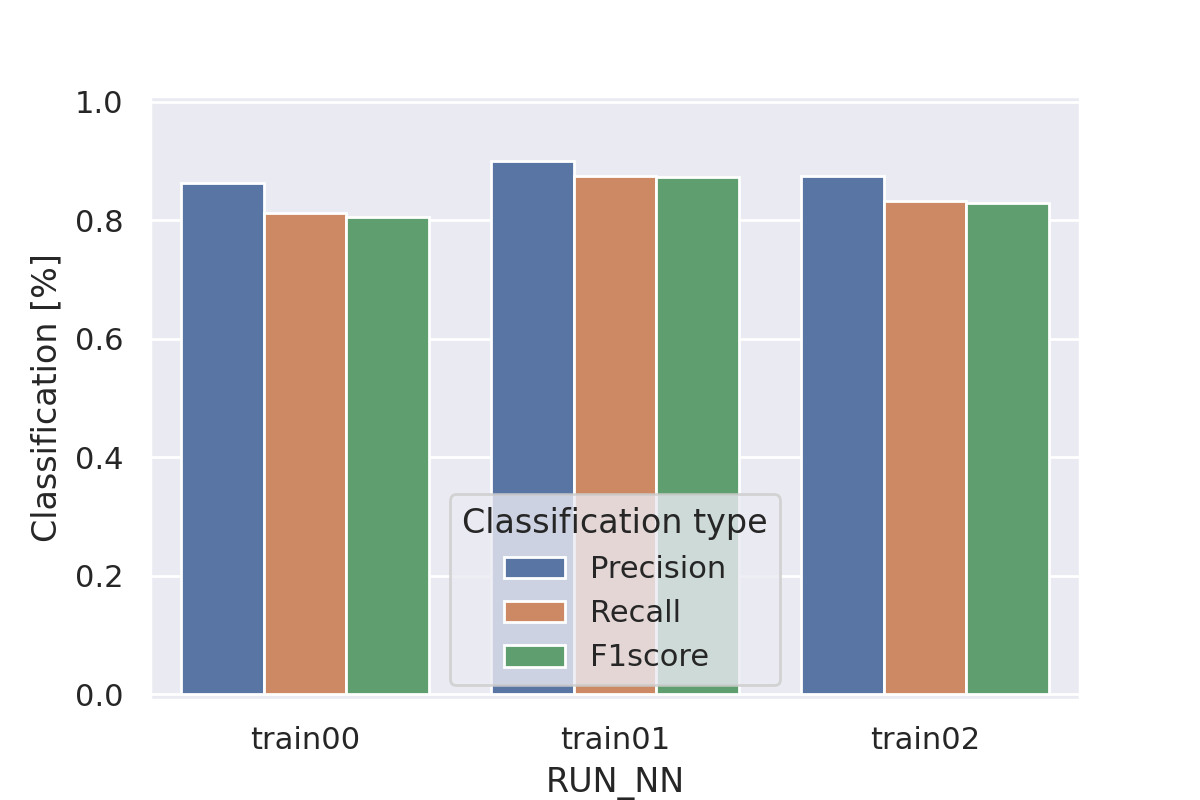 1.0
0.8
0.6
0.4
0.2
0.0
Classification [%]
Classification type
Precision
Recall
F1score
train00
train01
train02
RUN_NN